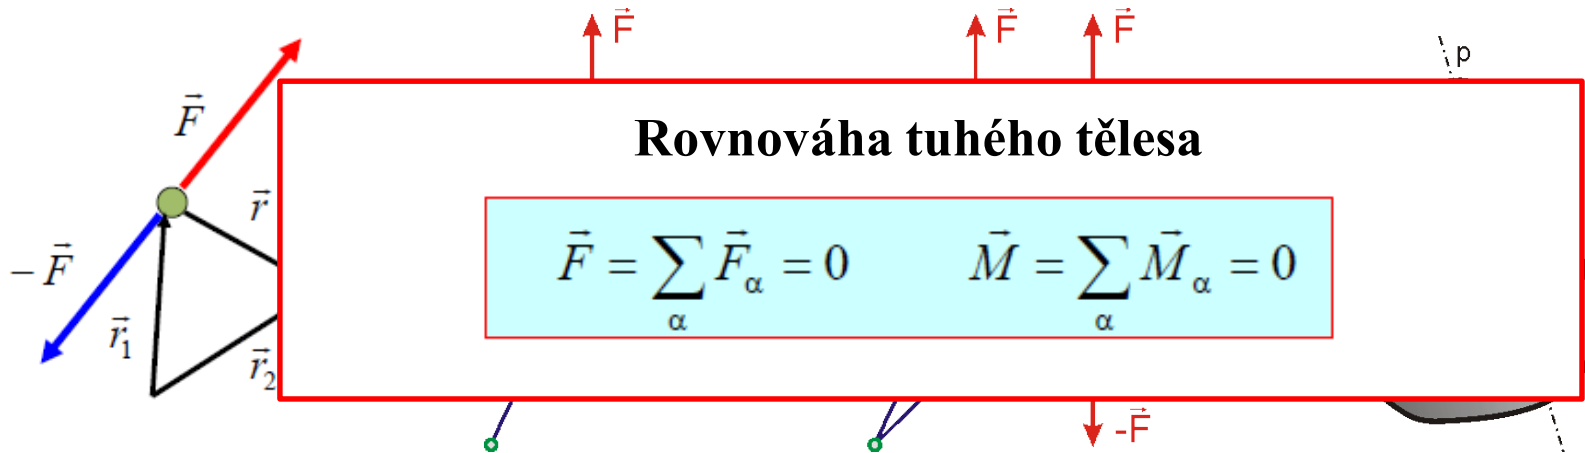 F⃗ F⃗ F⃗
p
F⃗
Rovnováha tuhého tělesa
r⃗
−F⃗
F⃗ = ∑α F⃗α = 0 M⃗ = ∑α M⃗α = 0
r⃗1
r⃗2
-F⃗